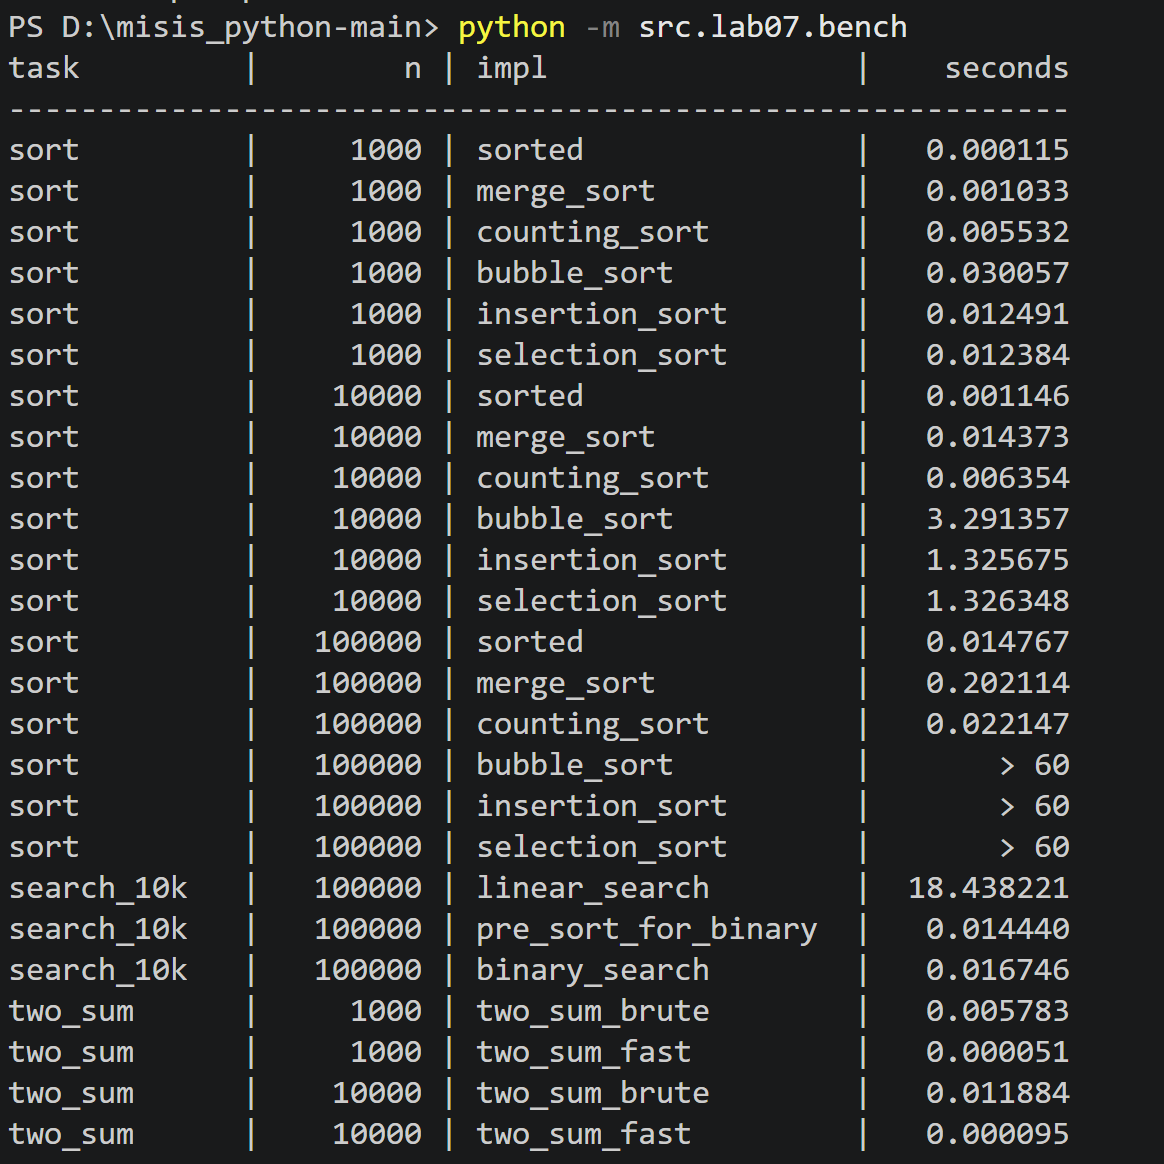 PS D:\misis_python-main> python -m src.lab07.bench
task | n | impl | seconds
-----------------------------------------------------------
sort | 1000 | sorted | 0.000115
sort | 1000 | merge_sort | 0.001033
sort | 1000 | counting_sort | 0.005532
sort | 1000 | bubble_sort | 0.030057
sort | 1000 | insertion_sort | 0.012491
sort | 1000 | selection_sort | 0.012384
sort | 10000 | sorted | 0.001146
sort | 10000 | merge_sort | 0.014373
sort | 10000 | counting_sort | 0.006354
sort | 10000 | bubble_sort | 3.291357
sort | 10000 | insertion_sort | 1.325675
sort | 10000 | selection_sort | 1.326348
sort | 100000 | sorted | 0.014767
sort | 100000 | merge_sort | 0.202114
sort | 100000 | counting_sort | 0.022147
sort | 100000 | bubble_sort | > 60
sort | 100000 | insertion_sort | > 60
sort | 100000 | selection_sort | > 60
search_10k | 100000 | linear_search | 18.438221
search_10k | 100000 | pre_sort_for_binary | 0.014440
search_10k | 100000 | binary_search | 0.016746
two_sum | 1000 | two_sum_brute | 0.005783
two_sum | 1000 | two_sum_fast | 0.000051
two_sum | 10000 | two_sum_brute | 0.011884
two_sum | 10000 | two_sum_fast | 0.000095